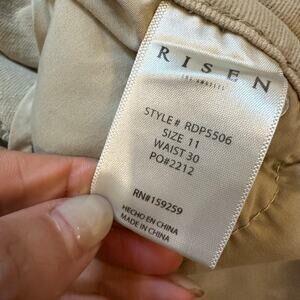 RISEN
LOS ANGELES
STYLE# RDP5506
SIZE 11
WAIST 30
PO#2212
RN#159259
HECHO EN CHINA
MADE IN CHINA